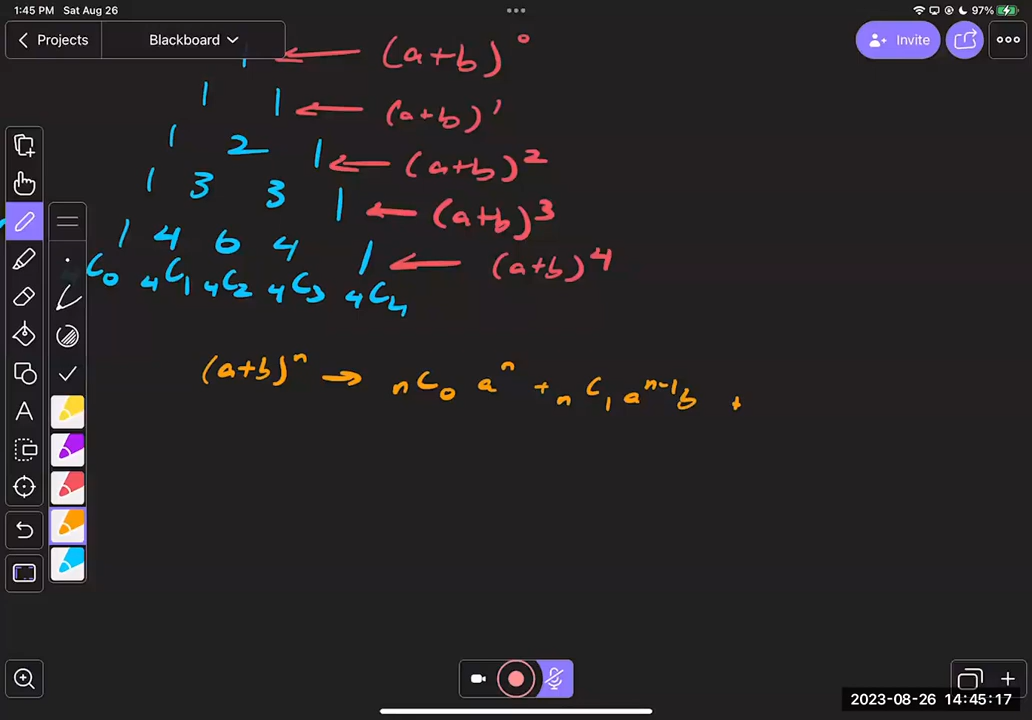 1:45 PM Sat Aug 26 97%
Projects Blackboard Invite
1 ← (a+b)⁰
1 1 ← (a+b)¹
1 2 1 ← (a+b)²
1 3 3 1 ← (a+b)³
1 4 6 4 1 ← (a+b)⁴
C₀ ₄C₁ ₄C₂ ₄C₃ ₄C₄
(a+b)ⁿ → ₙC₀ aⁿ + ₙC₁ aⁿ⁻¹b +
A
2023-08-26 14:45:17